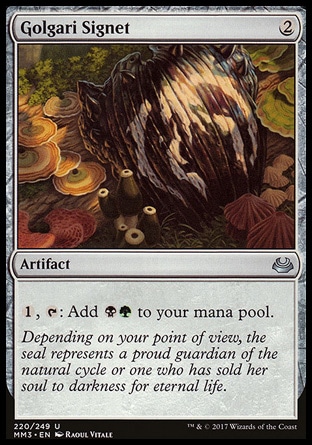 Golgari Signet 2
Artifact
1, : Add to your mana pool.
Depending on your point of view, the
seal represents a proud guardian of the
natural cycle or one who has sold her
soul to darkness for eternal life.
220/249 U
MM3 • EN Raoul Vitale
™ & © 2017 Wizards of the Coast